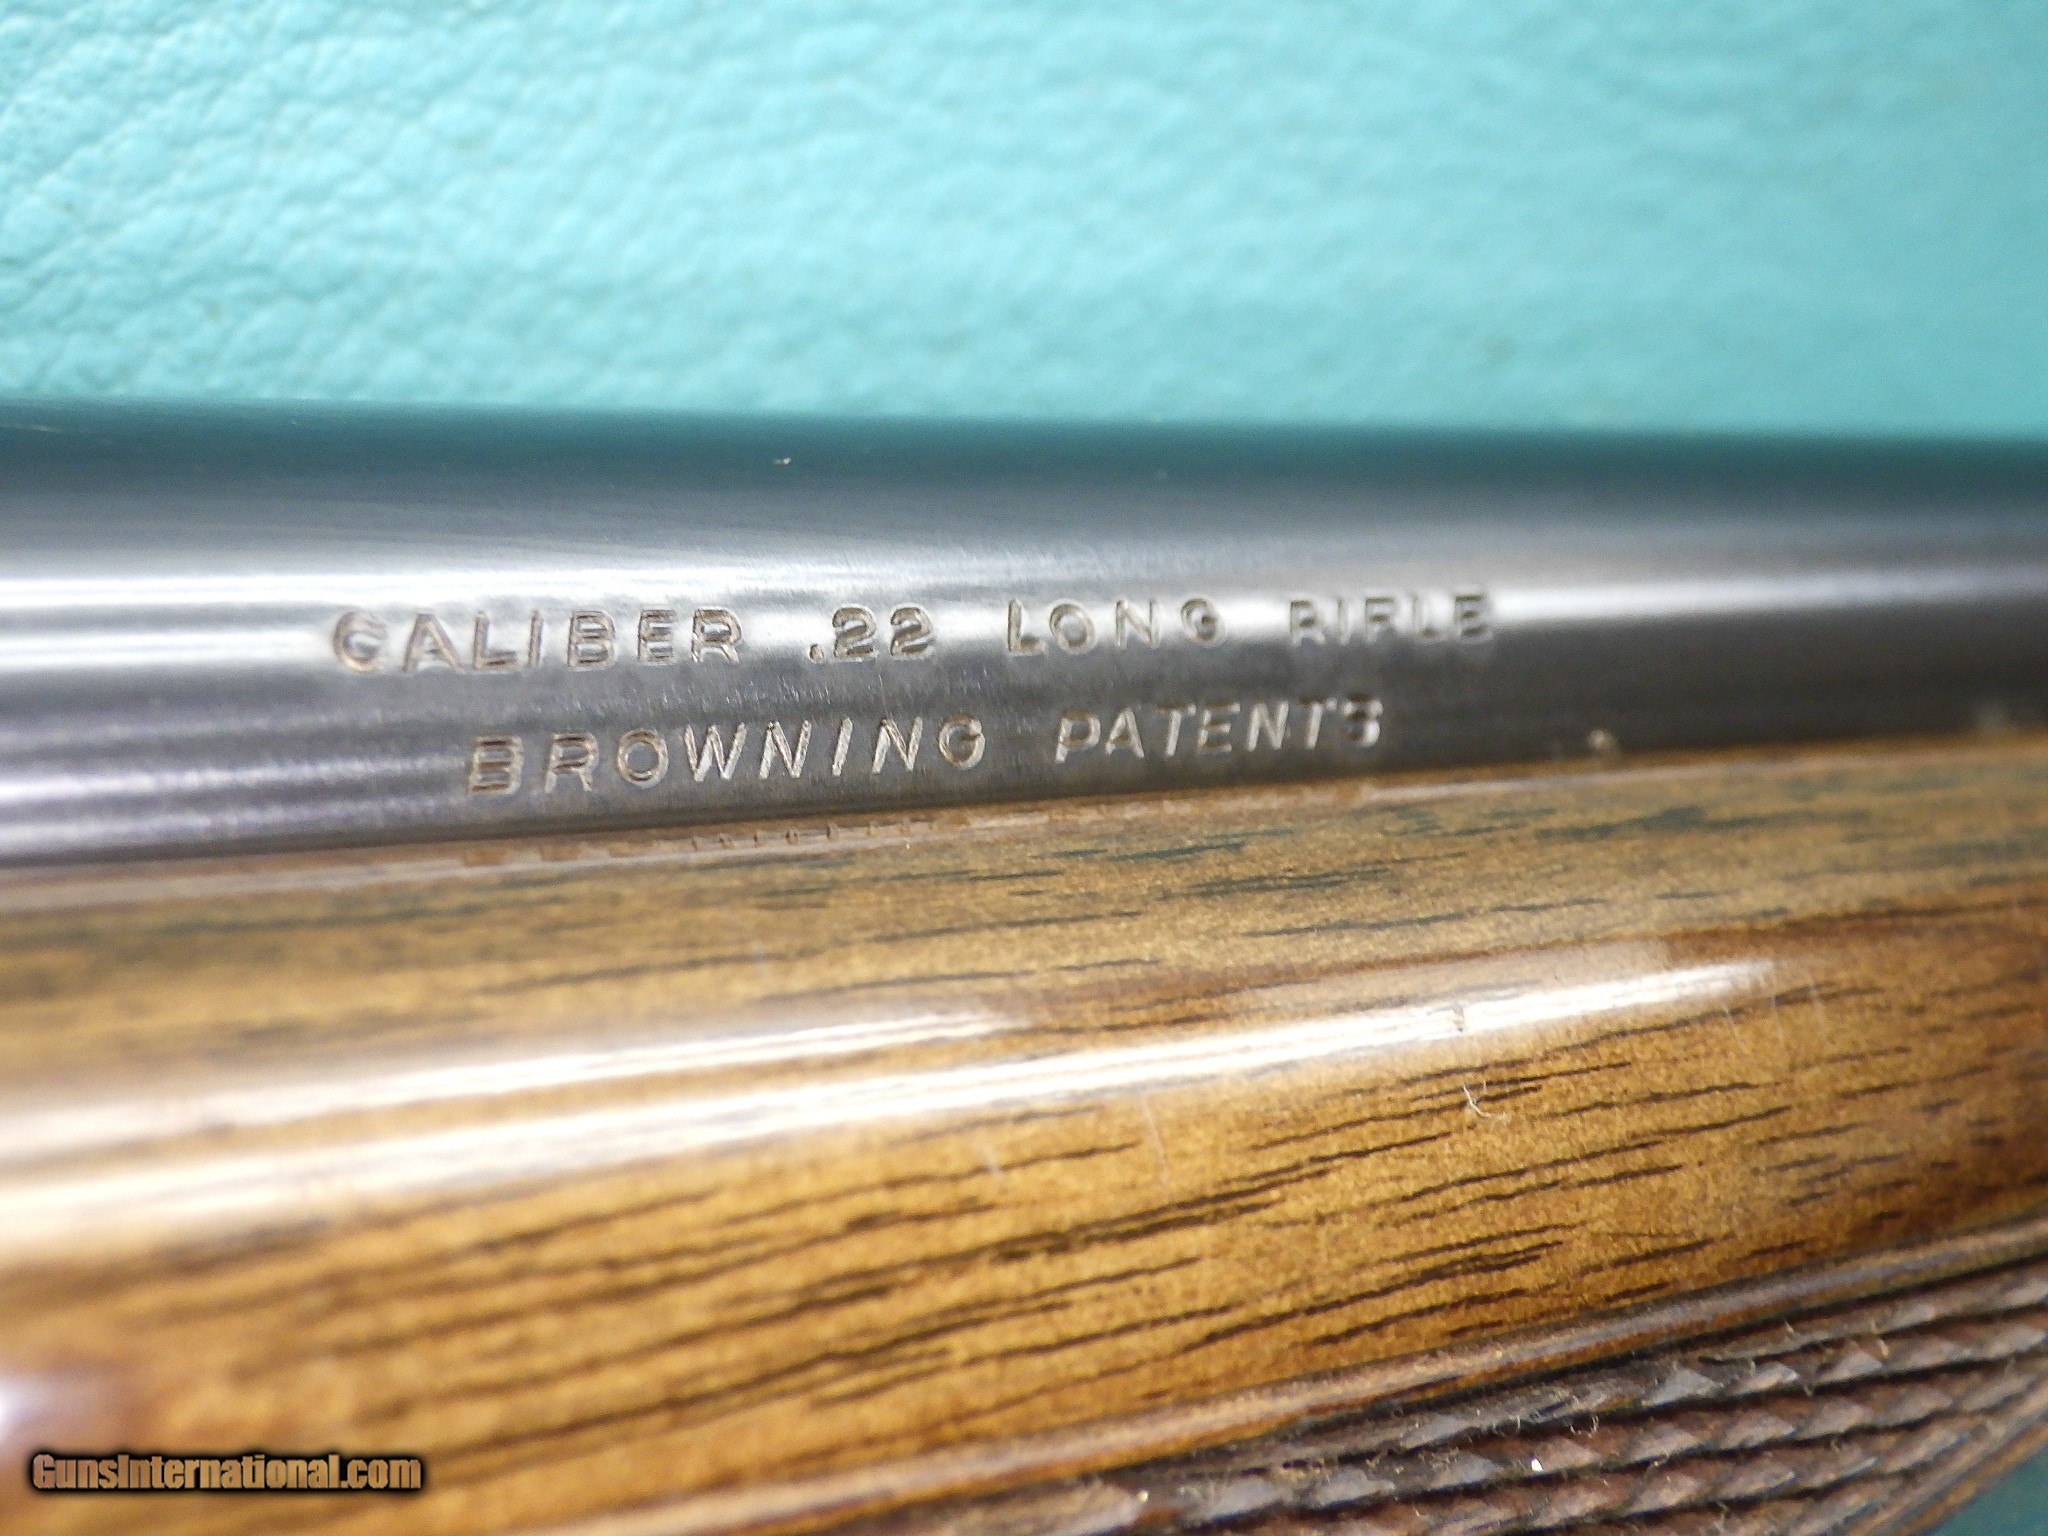 CALIBER .22 LONG RIFLE
BROWNING PATENTS
GunsInternational.com